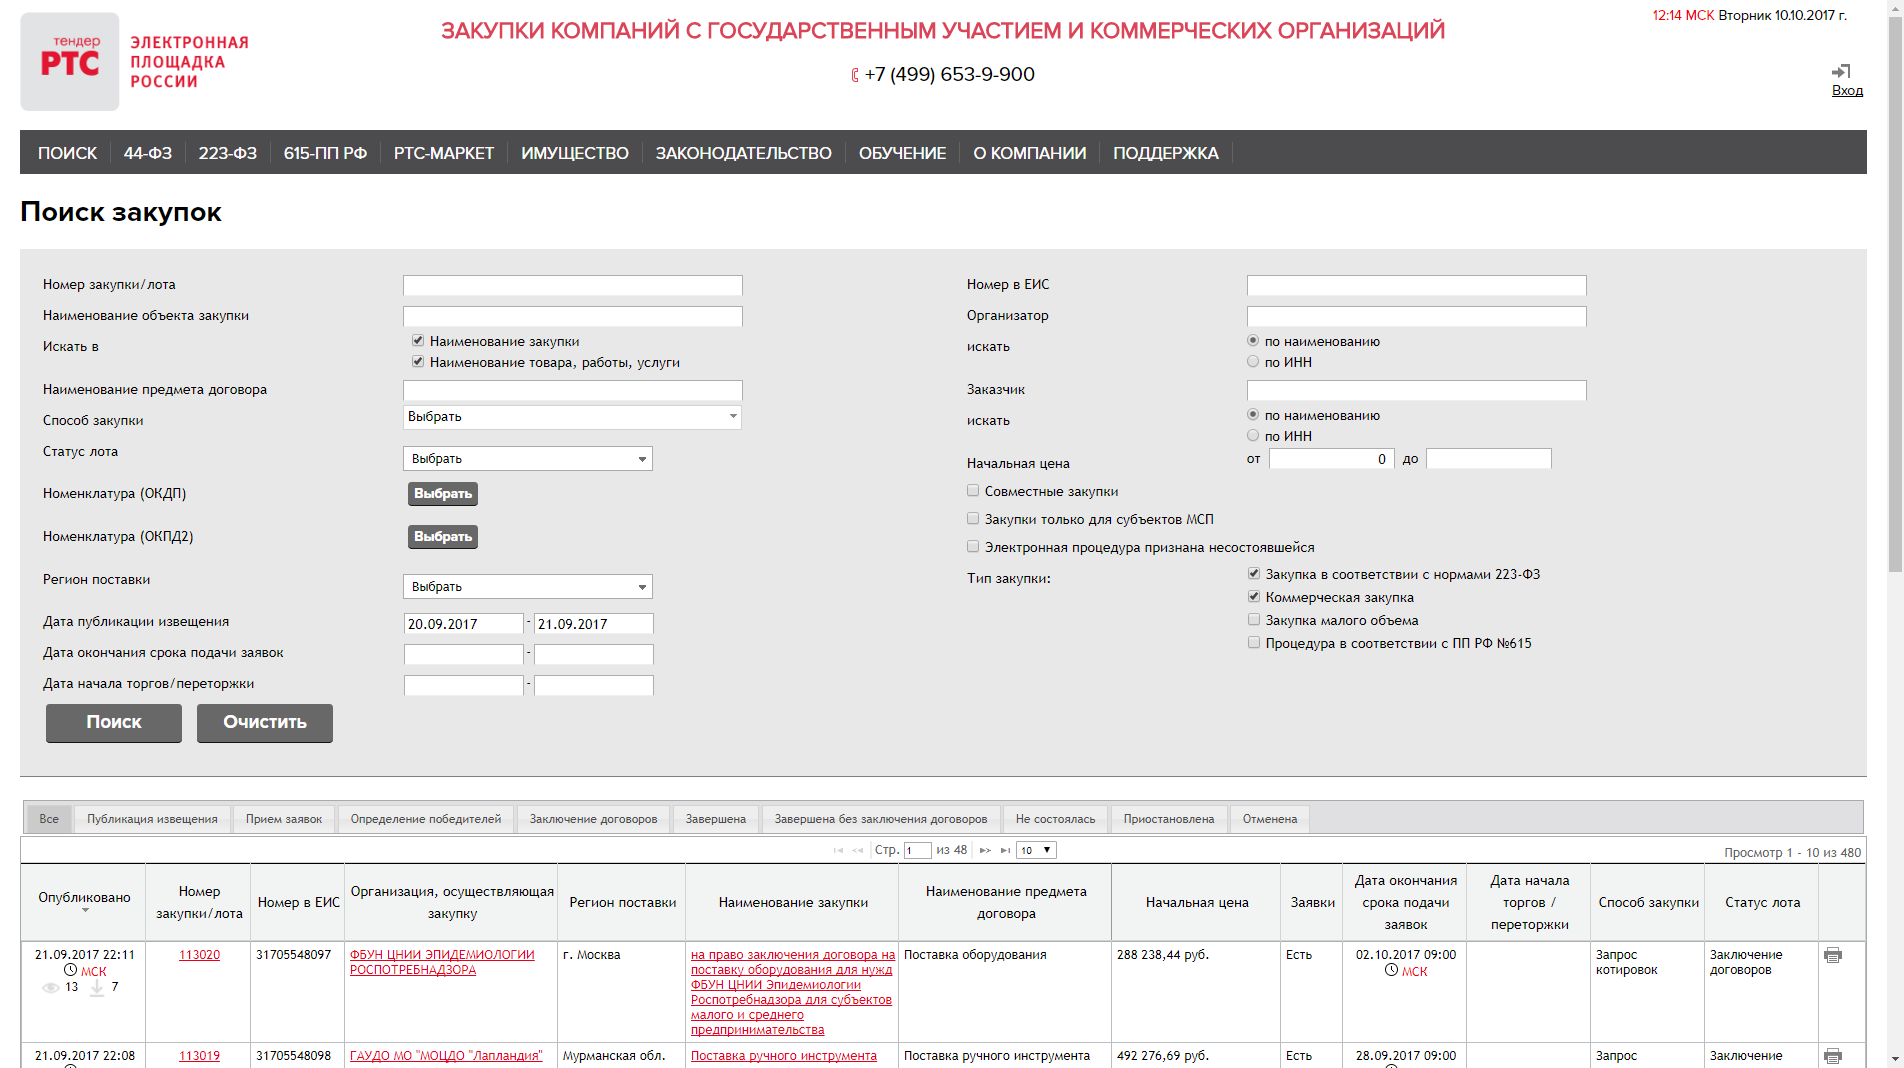 тендер
РТС
ЭЛЕКТРОННАЯ
ПЛОЩАДКА
РОССИИ
ЗАКУПКИ КОМПАНИЙ С ГОСУДАРСТВЕННЫМ УЧАСТИЕМ И КОММЕРЧЕСКИХ ОРГАНИЗАЦИЙ
+7 (499) 653-9-900
12:14 МСК Вторник 10.10.2017 г.
Вход
ПОИСК 44-ФЗ 223-ФЗ 615-ПП РФ РТС-МАРКЕТ ИМУЩЕСТВО ЗАКОНОДАТЕЛЬСТВО ОБУЧЕНИЕ О КОМПАНИИ ПОДДЕРЖКА
Поиск закупок
Номер закупки/лота
Наименование объекта закупки
Искать в
Наименование закупки
Наименование товара, работы, услуги
Наименование предмета договора
Способ закупки Выбрать
Статус лота Выбрать
Номенклатура (ОКДП) Выбрать
Номенклатура (ОКПД2) Выбрать
Регион поставки Выбрать
Дата публикации извещения 20.09.2017 - 21.09.2017
Дата окончания срока подачи заявок -
Дата начала торгов/переторжки -
Поиск Очистить
Номер в ЕИС
Организатор
искать
по наименованию
по ИНН
Заказчик
искать
по наименованию
по ИНН
Начальная цена от 0 до
Совместные закупки
Закупки только для субъектов МСП
Электронная процедура признана несостоявшейся
Тип закупки:
Закупка в соответствии с нормами 223-ФЗ
Коммерческая закупка
Закупка малого объема
Процедура в соответствии с ПП РФ №615
Все Публикация извещения Прием заявок Определение победителей Заключение договоров Завершена Завершена без заключения договоров Не состоялась Приостановлена Отменена
Стр. 1 из 48 10
Просмотр 1 - 10 из 480
Опубликовано
Номер
закупки/лота
Номер в ЕИС
Организация, осуществляющая
закупку
Регион поставки
Наименование закупки
Наименование предмета
договора
Начальная цена
Заявки
Дата окончания
срока подачи
заявок
Дата начала
торгов /
переторжки
Способ закупки
Статус лота
21.09.2017 22:11
МСК
13 7
113020
31705548097
ФБУН ЦНИИ ЭПИДЕМИОЛОГИИ
РОСПОТРЕБНАДЗОРА
г. Москва
на право заключения договора на
поставку оборудования для нужд
ФБУН ЦНИИ Эпидемиологии
Роспотребнадзора для субъектов
малого и среднего
предпринимательства
Поставка оборудования
288 238,44 руб.
Есть
02.10.2017 09:00
МСК
Запрос
котировок
Заключение
договоров
21.09.2017 22:08
113019
31705548098
ГАУДО МО "МОЦДО "Лапландия"
Мурманская обл.
Поставка ручного инструмента
Поставка ручного инструмента
492 276,69 руб.
Есть
28.09.2017 09:00
Запрос
Заключение